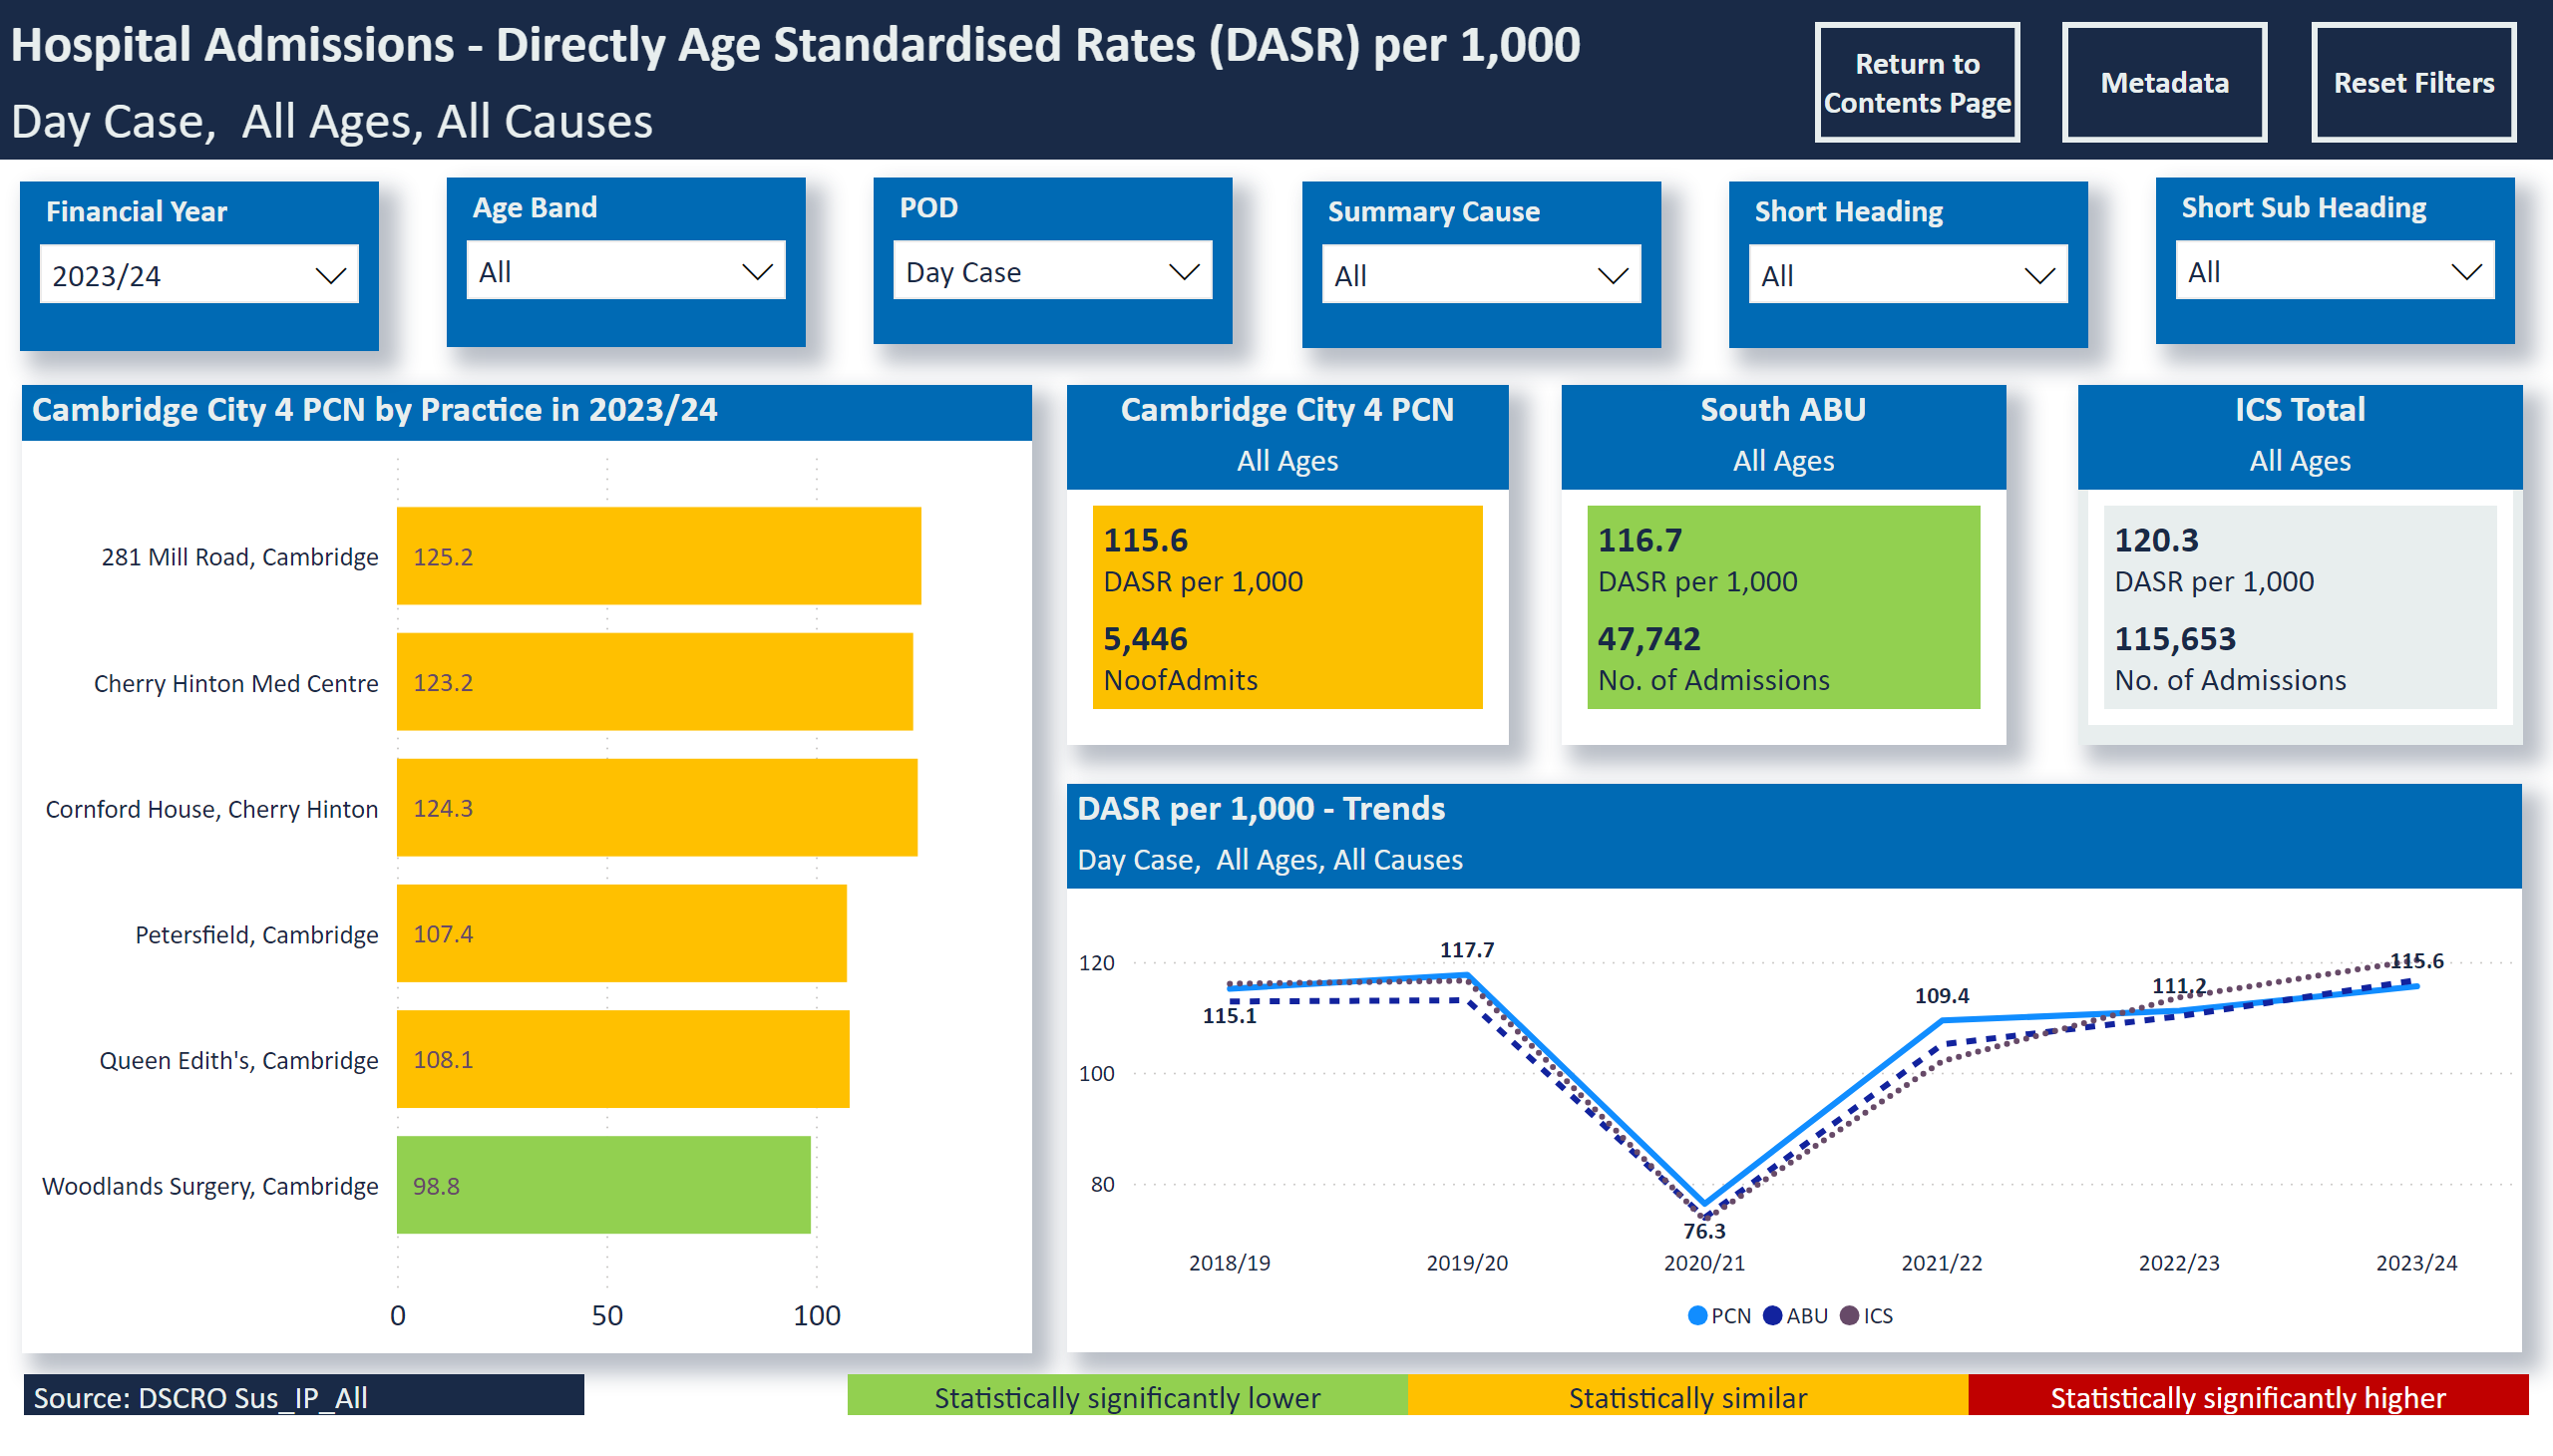 Hospital Admissions - Directly Age Standardised Rates (DASR) per 1,000
Day Case,  All Ages, All Causes
Return to
Contents Page
Metadata
Reset Filters
Financial Year
2023/24
Age Band
All
POD
Day Case
Summary Cause
All
Short Heading
All
Short Sub Heading
All
Cambridge City 4 PCN by Practice in 2023/24
281 Mill Road, Cambridge
125.2
Cherry Hinton Med Centre
123.2
Cornford House, Cherry Hinton
124.3
Petersfield, Cambridge
107.4
Queen Edith's, Cambridge
108.1
Woodlands Surgery, Cambridge
98.8
0
50
100
Cambridge City 4 PCN
All Ages
115.6
DASR per 1,000
5,446
NoofAdmits
South ABU
All Ages
116.7
DASR per 1,000
47,742
No. of Admissions
ICS Total
All Ages
120.3
DASR per 1,000
115,653
No. of Admissions
DASR per 1,000 - Trends
Day Case,  All Ages, All Causes
120
100
80
115.1
117.7
76.3
109.4
111.2
115.6
2018/19
2019/20
2020/21
2021/22
2022/23
2023/24
PCN
ABU
ICS
Source: DSCRO Sus_IP_All
Statistically significantly lower
Statistically similar
Statistically significantly higher